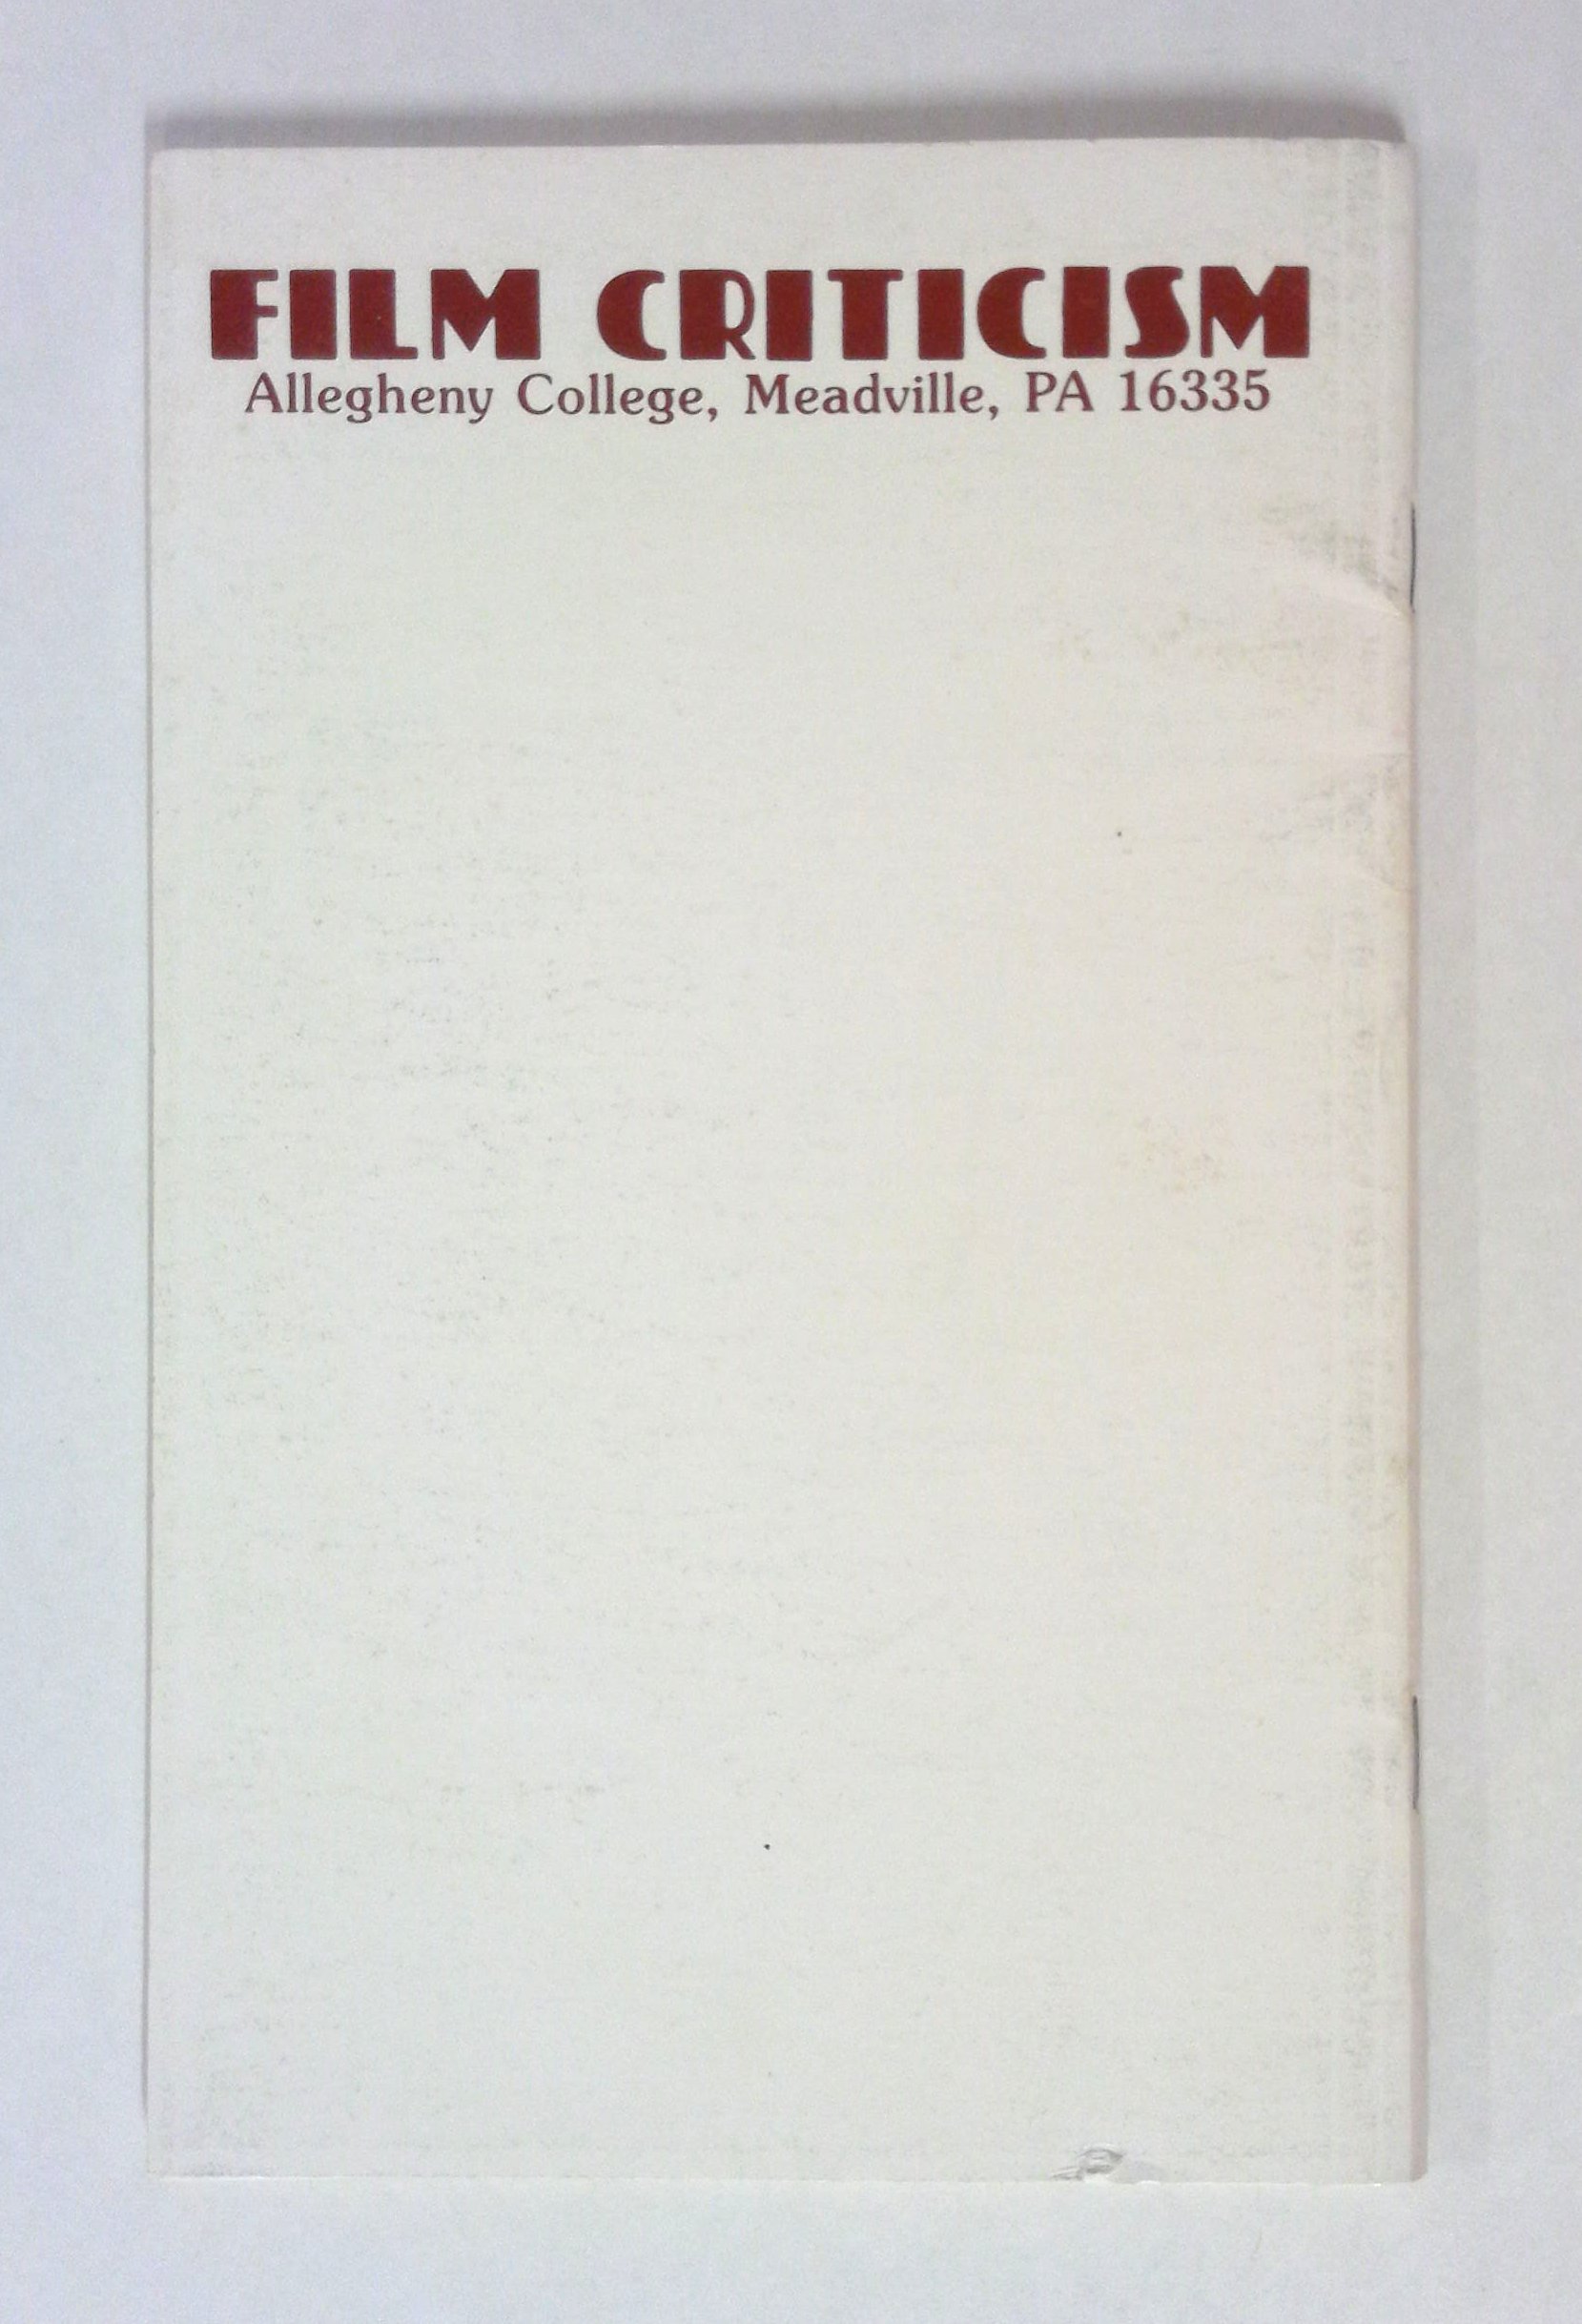 FILM CRITICISM
Allegheny College, Meadville, PA 16335